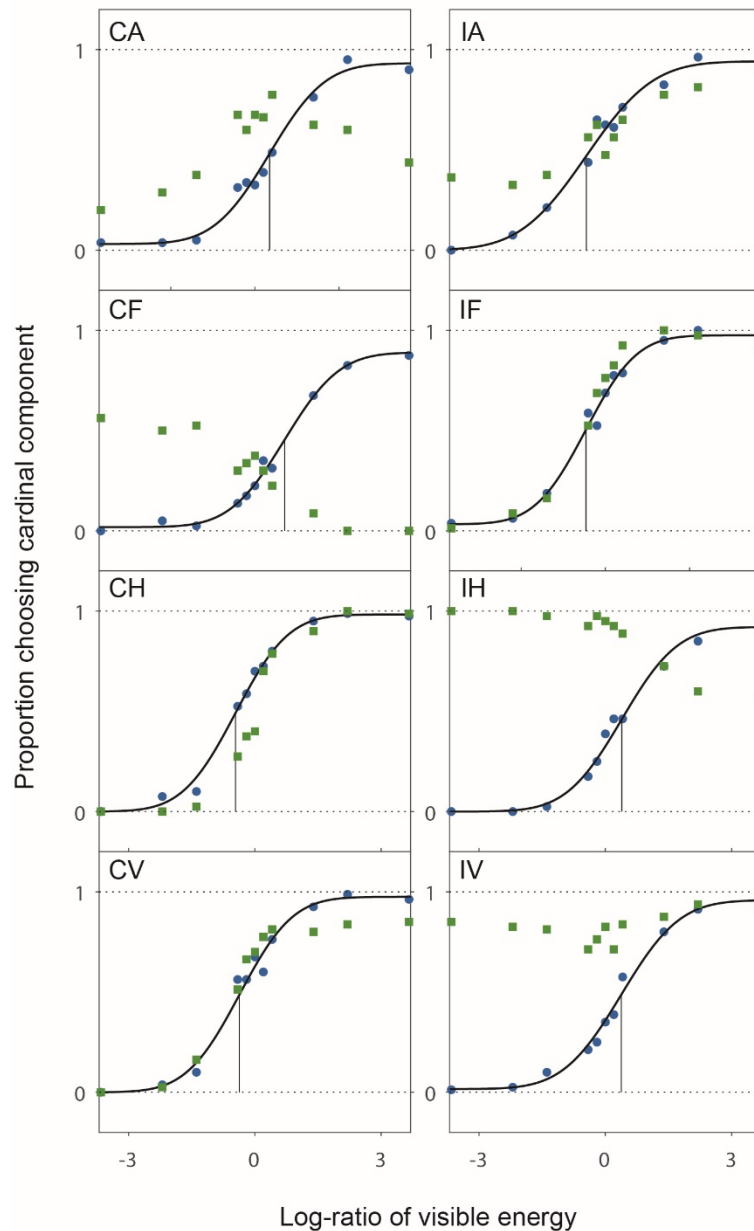 CA
IA
1
1
0
0
CF
IF
1
1
0
0
CH
IH
1
1
0
0
CV
IV
1
1
0
0
-3
0
3
-3
0
3
Proportion choosing cardinal component
Log-ratio of visible energy